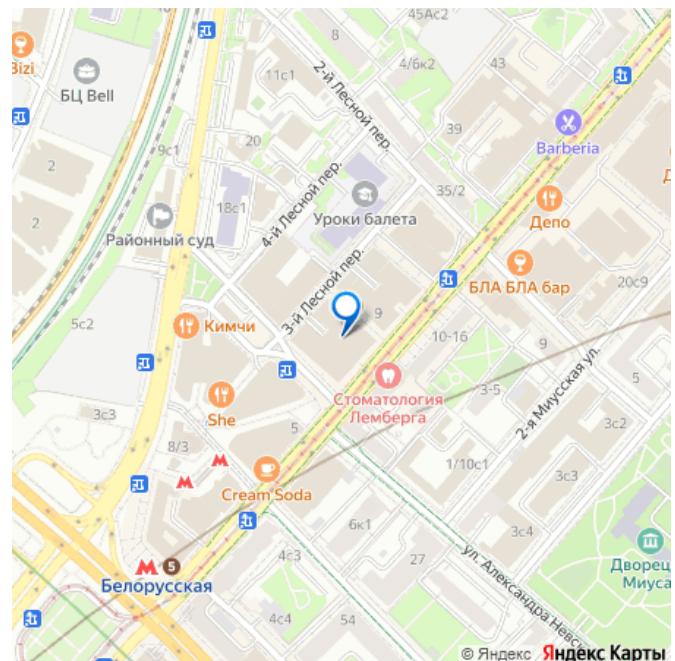 45Ас2
8
2-й Лесной пер.
4/6к2
43
Bizi
БЦ Bell
11с1
39
Barberia
9с1
20
4-й Лесной пер.
35/2
2
2
18с1
Уроки балета
Депо
Районный суд
3-й Лесной пер.
БЛА БЛА бар
20с9
9
5с2
Кимчи
10-16
9
Стоматология
Лемберга
3-5
2-я Миусская ул.
She
3с3
5
3с2
8/3
1/10с1
3с3
Cream Soda
6к1
3с4
Дворец
Миуса
5
Белорусская
4с3
27
ул. Александра Невск
4с4
54
© Яндекс Яндекс Карты